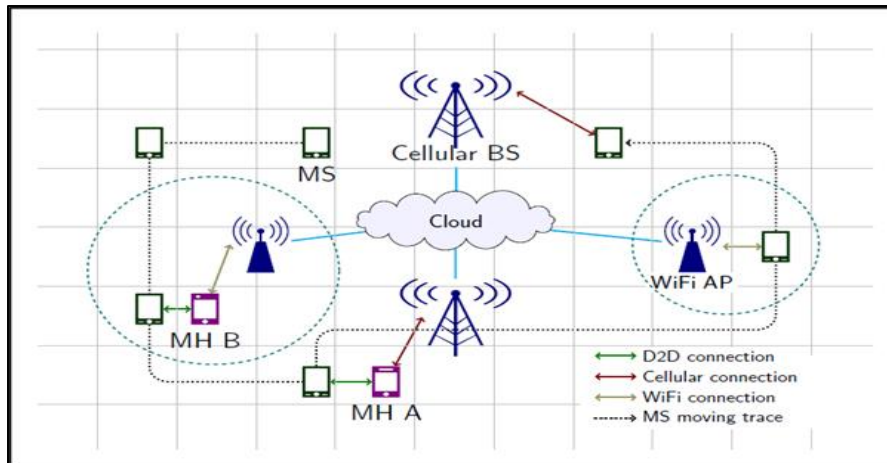 Cellular BS
MS
Cloud
WiFi AP
MH B
MH A
D2D connection
Cellular connection
WiFi connection
MS moving trace